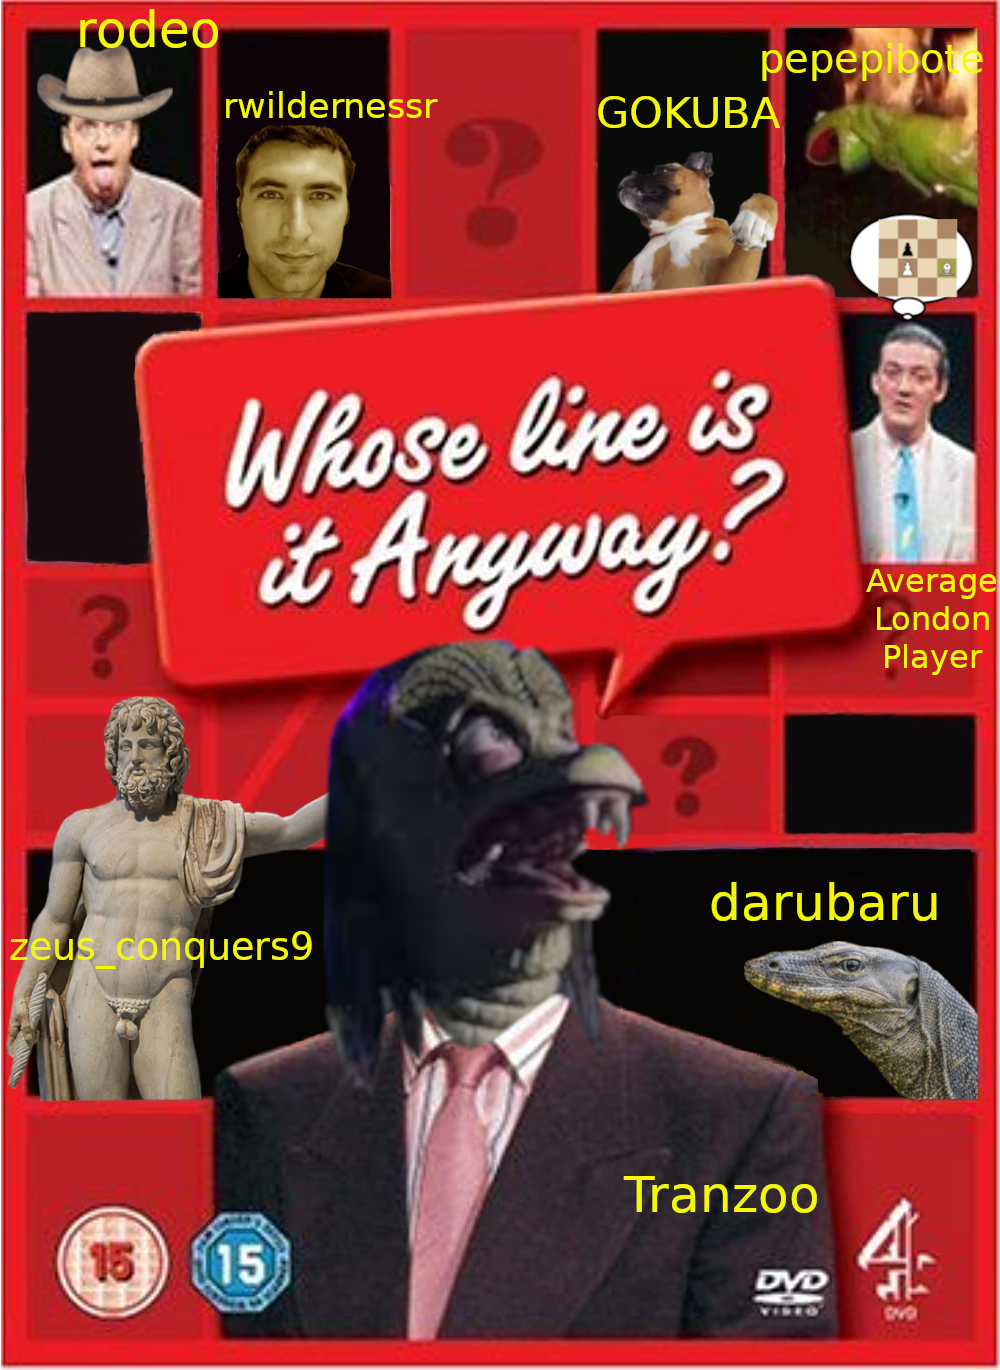 rodeo
pepepibote
rwildernessr
GOKUBA
?
Whose line is
it Anyway?
Average
London
Player
?
?
?
darubaru
zeus_conquers9
Tranzoo
15
15
DVD
VIDEO
4
DVD